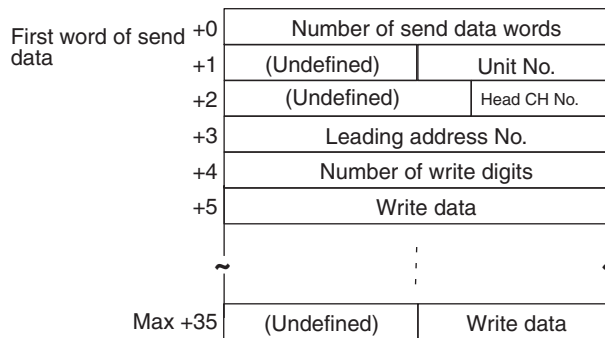 First word of send data
+0 Number of send data words
+1 (Undefined) Unit No.
+2 (Undefined) Head CH No.
+3 Leading address No.
+4 Number of write digits
+5 Write data
~ ~
Max +35 (Undefined) Write data